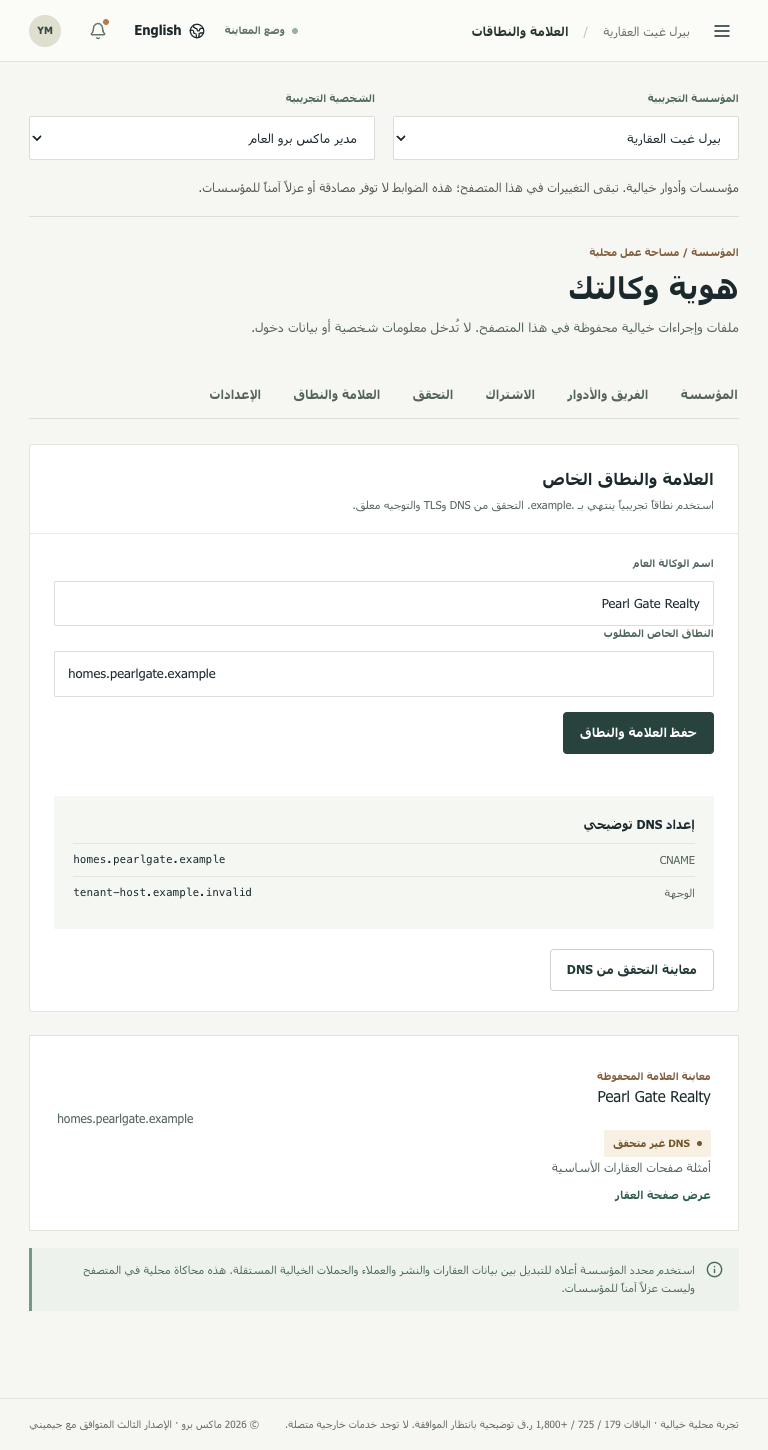 بيرل غيت العقارية / العلامة والنطاقات
وضع المعاينة
English
YM
المؤسسة التجريبية
الشخصية التجريبية
بيرل غيت العقارية
مدير ماكس برو العام
مؤسسات وأدوار خيالية. تبقى التغييرات في هذا المتصفح؛ هذه الضوابط لا توفر مصادقة أو عزلاً آمناً للمؤسسات.
المؤسسة / مساحة عمل محلية
هوية وكالتك
ملفات وإجراءات خيالية محفوظة في هذا المتصفح. لا تُدخل معلومات شخصية أو بيانات دخول.
المؤسسة
الفريق والأدوار
الاشتراك
التحقق
العلامة والنطاق
الإعدادات
العلامة والنطاق الخاص
استخدم نطاقاً تجريبياً ينتهي بـ .example. التحقق من DNS وTLS والتوجيه معلق.
اسم الوكالة العام
Pearl Gate Realty
النطاق الخاص المطلوب
homes.pearlgate.example
حفظ العلامة والنطاق
إعداد DNS توضيحي
CNAME homes.pearlgate.example
الوجهة tenant-host.example.invalid
معاينة التحقق من DNS
معاينة العلامة المحفوظة
Pearl Gate Realty
homes.pearlgate.example
DNS غير متحقق
أمثلة صفحات العقارات الأساسية
عرض صفحة العقار
استخدم محدد المؤسسة أعلاه للتبديل بين بيانات العقارات والنشر والعملاء والحملات الخيالية المستقلة. هذه محاكاة محلية في المتصفح
وليست عزلاً آمناً للمؤسسات.
تجربة محلية خيالية · الباقات 179 / 725 / +1,800 ر.ق توضيحية بانتظار الموافقة. لا توجد خدمات خارجية متصلة.
© 2026 ماكس برو · الإصدار الثالث المتوافق مع جيميني